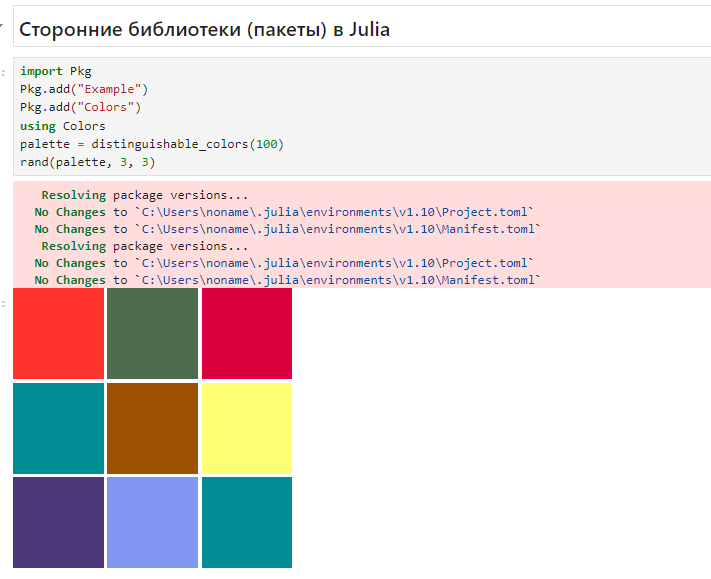 Сторонние библиотеки (пакеты) в Julia
import Pkg
Pkg.add("Example")
Pkg.add("Colors")
using Colors
palette = distinguishable_colors(100)
rand(palette, 3, 3)
Resolving package versions...
No Changes to `C:\Users\noname\.julia\environments\v1.10\Project.toml`
No Changes to `C:\Users\noname\.julia\environments\v1.10\Manifest.toml`
Resolving package versions...
No Changes to `C:\Users\noname\.julia\environments\v1.10\Project.toml`
No Changes to `C:\Users\noname\.julia\environments\v1.10\Manifest.toml`